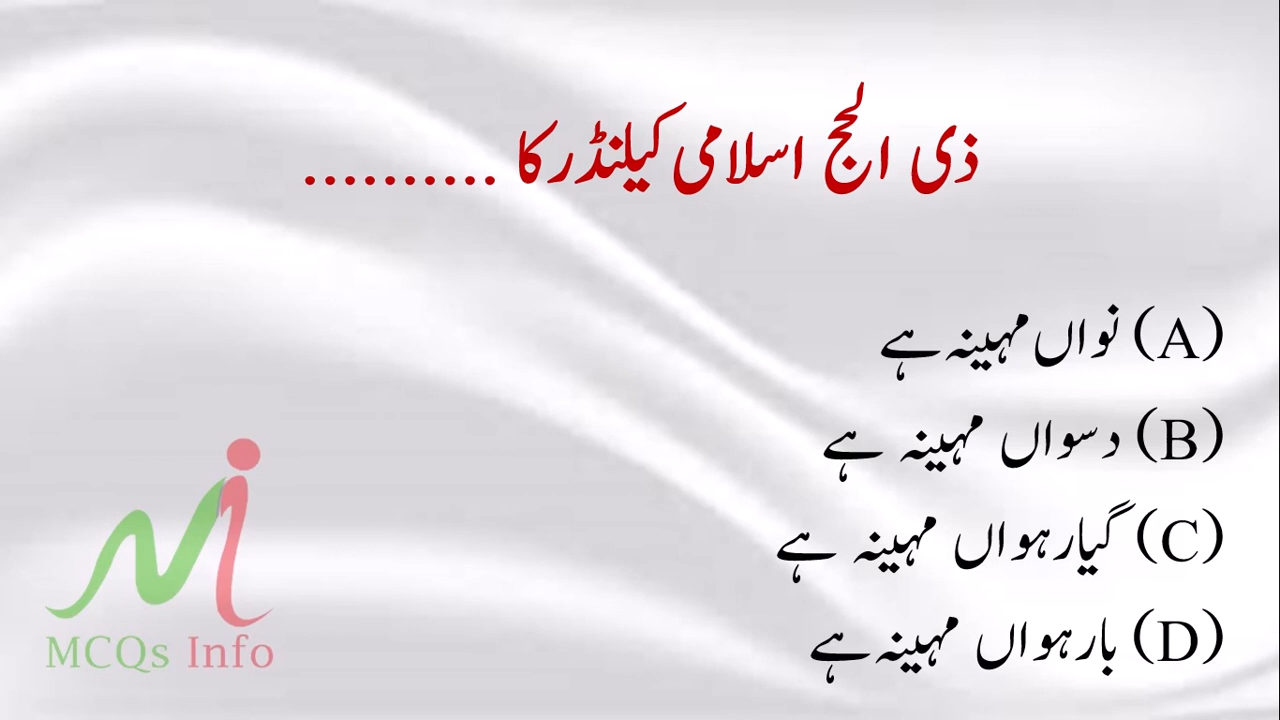 ذی الحج اسلامی کیلنڈر کا ..........
(A) نواں مہینہ ہے
(B) دسواں مہینہ ہے
(C) گیارہواں مہینہ ہے
(D) بارہواں مہینہ ہے
MCQs Info